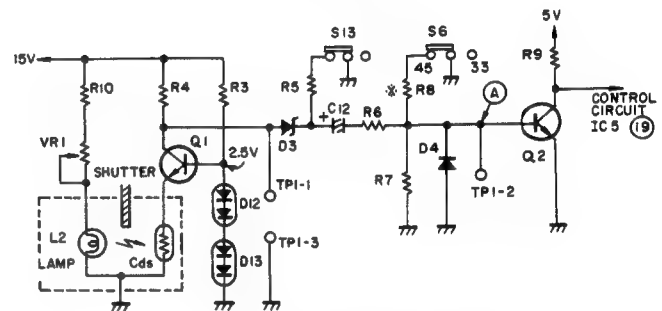 S13
S6
5V
15V
R10
R4
R3
R5
45
33
R9
※ R8
A
CONTROL
CIRCUIT
IC5 19
C12
+
R6
VR1
Q1
2.5V
D3
Q2
SHUTTER
TP1-1
R7
D4
TP1-2
D12
L2
LAMP
Cds
TP1-3
D13